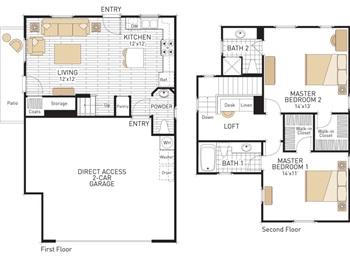 ENTRY
KITCHEN
12'x12'
LIVING
12'x12'
Ref.
Patio
Coats
Storage
Up
Pantry
POWDER
ENTRY
WH
Washer
Dryer
DIRECT ACCESS
2-CAR
GARAGE
First Floor
BATH 2
MASTER
BEDROOM 2
14'x13'
Down
Desk
Linen
LOFT
Walk-in
Closet
Walk-in
Closet
BATH 1
MASTER
BEDROOM 1
14'x13'
Second Floor